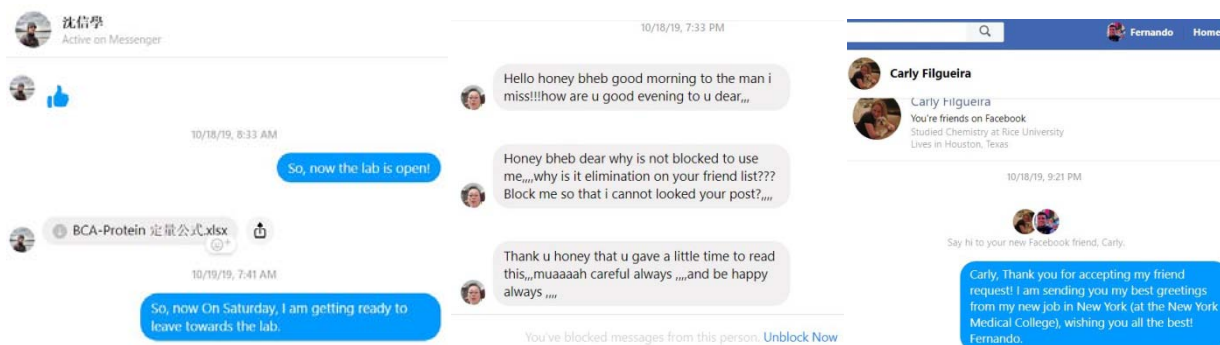 沈信學
Active on Messenger
10/18/19, 8:33 AM
So, now the lab is open!
BCA-Protein 定量公式.xlsx
10/19/19, 7:41 AM
So, now On Saturday, I am getting ready to
leave towards the lab.
10/18/19, 7:33 PM
Hello honey bheb good morning to the man i
miss!!!how are u good evening to u dear,,,
Honey bheb dear why is not blocked to use
me,,,,why is it elimination on your friend list???
Block me so that i cannot looked your post?,,,,
Thank u honey that u gave a little time to read
this,,,muaaaah careful always ,,,,and be happy
always ,,,,
You've blocked messages from this person. Unblock Now
Fernando Home
Carly Filgueira
Carly Filgueira
You're friends on Facebook
Studied Chemistry at Rice University
Lives in Houston, Texas
10/18/19, 9:21 PM
Say hi to your new Facebook friend, Carly.
Carly, Thank you for accepting my friend
request! I am sending you my best greetings
from my new job in New York (at the New York
Medical College), wishing you all the best!
Fernando.